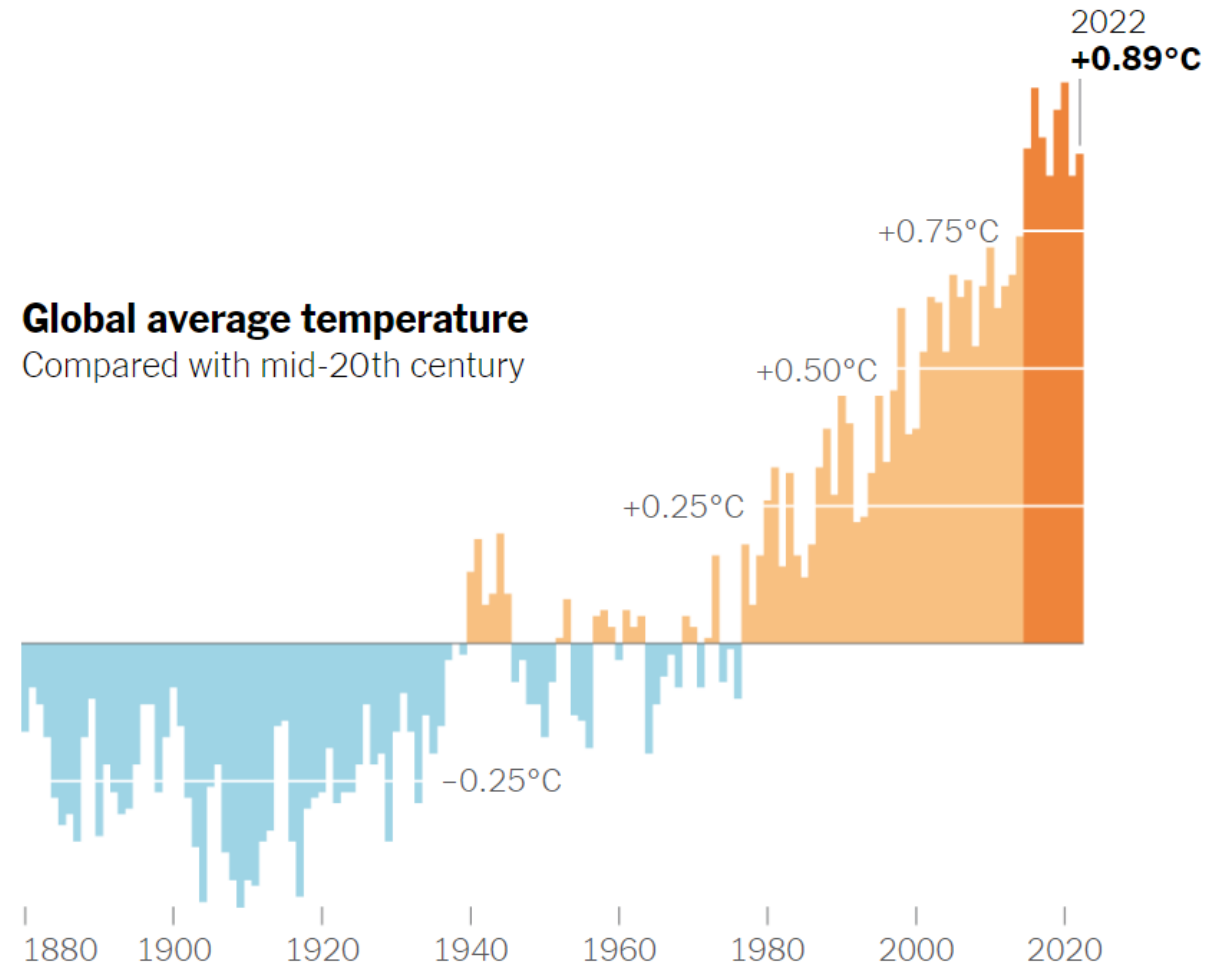 2022
+0.89°C
+0.75°C
Global average temperature
Compared with mid-20th century
+0.50°C
+0.25°C
−0.25°C
1880 1900 1920 1940 1960 1980 2000 2020